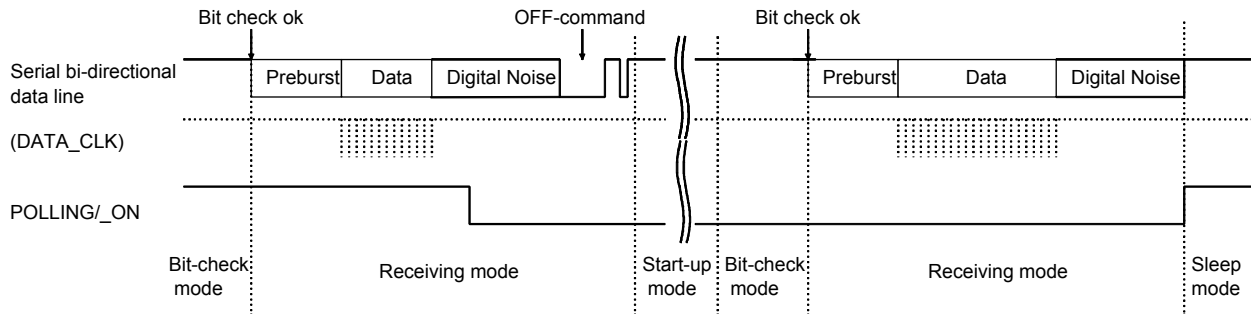 Bit check ok
OFF-command
Bit check ok
Serial bi-directional
data line
Preburst
Data
Digital Noise
Preburst
Data
Digital Noise
(DATA_CLK)
POLLING/_ON
Bit-check
mode
Receiving mode
Start-up
mode
Bit-check
mode
Receiving mode
Sleep
mode